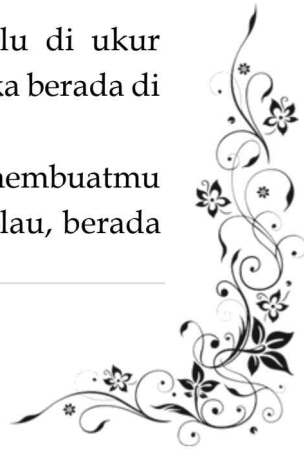 lu di ukur
ka berada di
nembuatmu
lau, berada